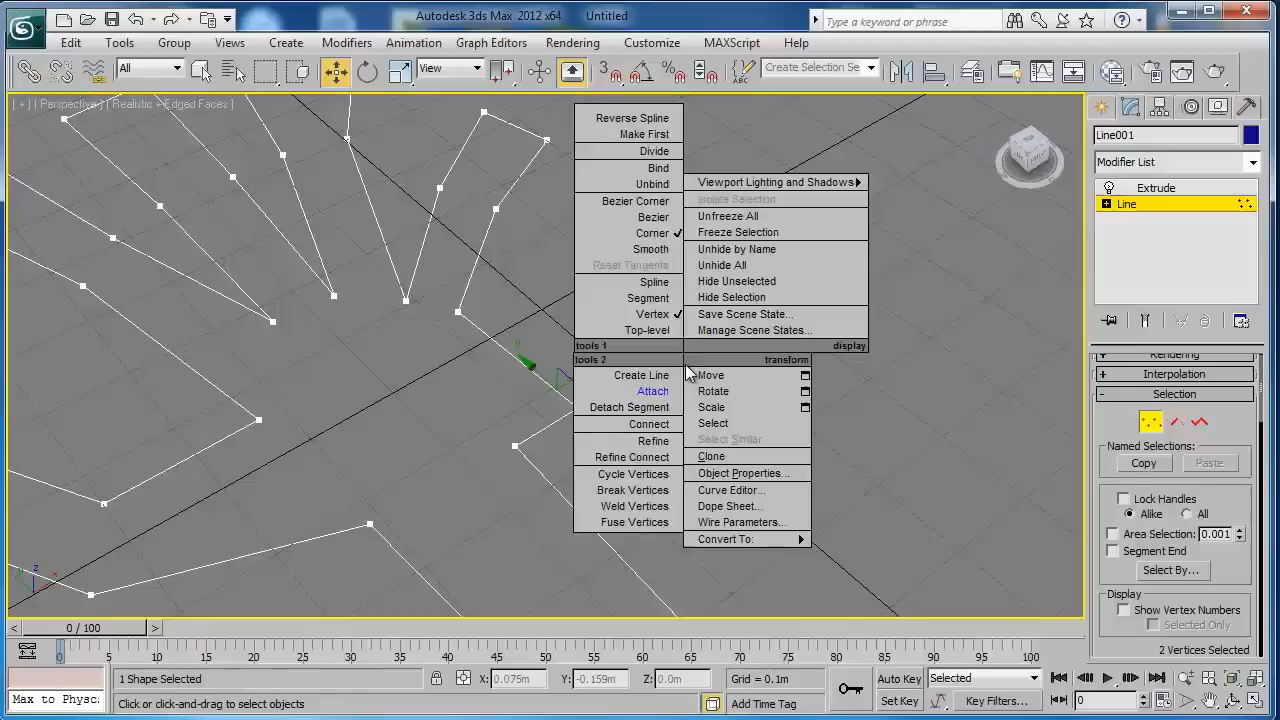 Autodesk 3ds Max 2012 x64 Untitled
Type a keyword or phrase
Edit Tools Group Views Create Modifiers Animation Graph Editors Rendering Customize MAXScript Help
All
View
3
Create Selection Se
[ + ] [ Perspective ] [ Realistic + Edged Faces ]
Reverse Spline
Make First
Divide
Bind
Unbind
Bezier Corner
Bezier
Corner
Smooth
Reset Tangents
Spline
Segment
Vertex
Top-level
tools 1
Viewport Lighting and Shadows
Isolate Selection
Unfreeze All
Freeze Selection
Unhide by Name
Unhide All
Hide Unselected
Hide Selection
Save Scene State...
Manage Scene States...
display
tools 2
Create Line
Attach
Detach Segment
Connect
Refine
Refine Connect
Cycle Vertices
Break Vertices
Weld Vertices
Fuse Vertices
transform
Move
Rotate
Scale
Select
Select Similar
Clone
Object Properties...
Curve Editor...
Dope Sheet...
Wire Parameters...
Convert To:
Line001
Modifier List
Extrude
Line
Rendering
+ Interpolation
- Selection
Named Selections:
Copy Paste
Lock Handles
Alike All
Area Selection: 0.001
Segment End
Select By...
Display
Show Vertex Numbers
Selected Only
2 Vertices Selected
z
x
y
< 0 / 100 >
0 5 10 15 20 25 30 35 40 45 50 55 60 65 70 75 80 85 90 95 100
1 Shape Selected X: 0.075m Y: -0.159m Z: 0.0m Grid = 0.1m Auto Key Selected
Max to Physc: Click or click-and-drag to select objects Add Time Tag Set Key Key Filters... 0